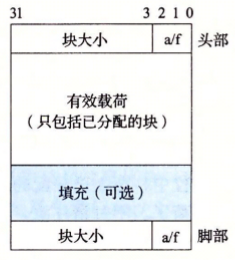 31 3 2 1 0
块大小 a/f 头部
有效载荷
(只包括已分配的块)
填充(可选)
块大小 a/f 脚部